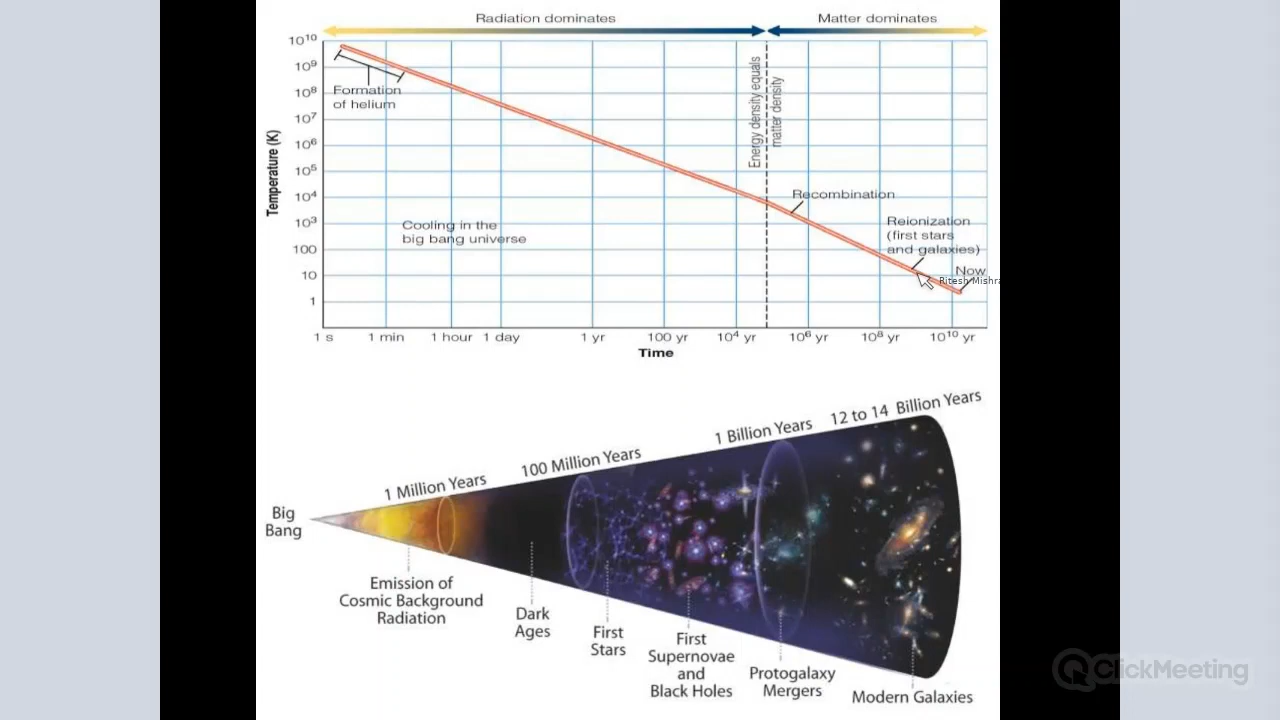 Radiation dominates
Matter dominates
10¹⁰
10⁹
10⁸
10⁷
10⁶
10⁵
10⁴
10³
100
10
1
Temperature (K)
Formation
of helium
Energy density equals
matter density
Cooling in the
big bang universe
Recombination
Reionization
(first stars
and galaxies)
Now
Ritesh Mishra
1 s
1 min
1 hour
1 day
1 yr
100 yr
10⁴ yr
10⁶ yr
10⁸ yr
10¹⁰ yr
Time
Big
Bang
1 Million Years
100 Million Years
1 Billion Years
12 to 14 Billion Years
Emission of
Cosmic Background
Radiation
Dark
Ages
First
Stars
First
Supernovae
and
Black Holes
Protogalaxy
Mergers
Modern Galaxies
ClickMeeting